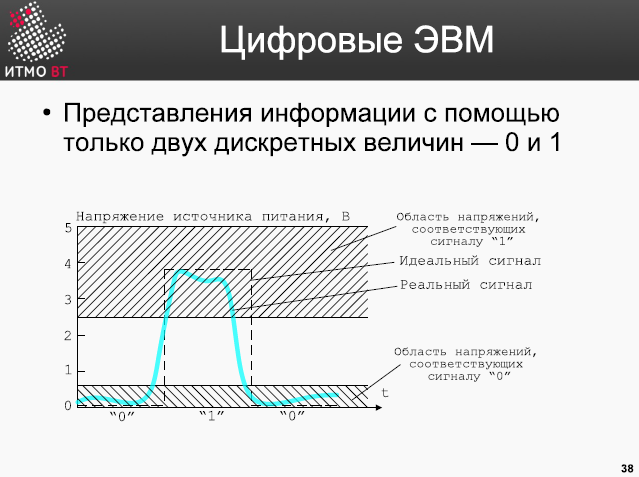 Цифровые ЭВМ
ИТМО ВТ
• Представления информации с помощью
только двух дискретных величин — 0 и 1
Напряжение источника питания, В
5
4
3
2
1
0
Область напряжений,
соответствующих
сигналу “1”
Идеальный сигнал
Реальный сигнал
Область напряжений,
соответствующих
сигналу “0”
t
“0” “1” “0”
38